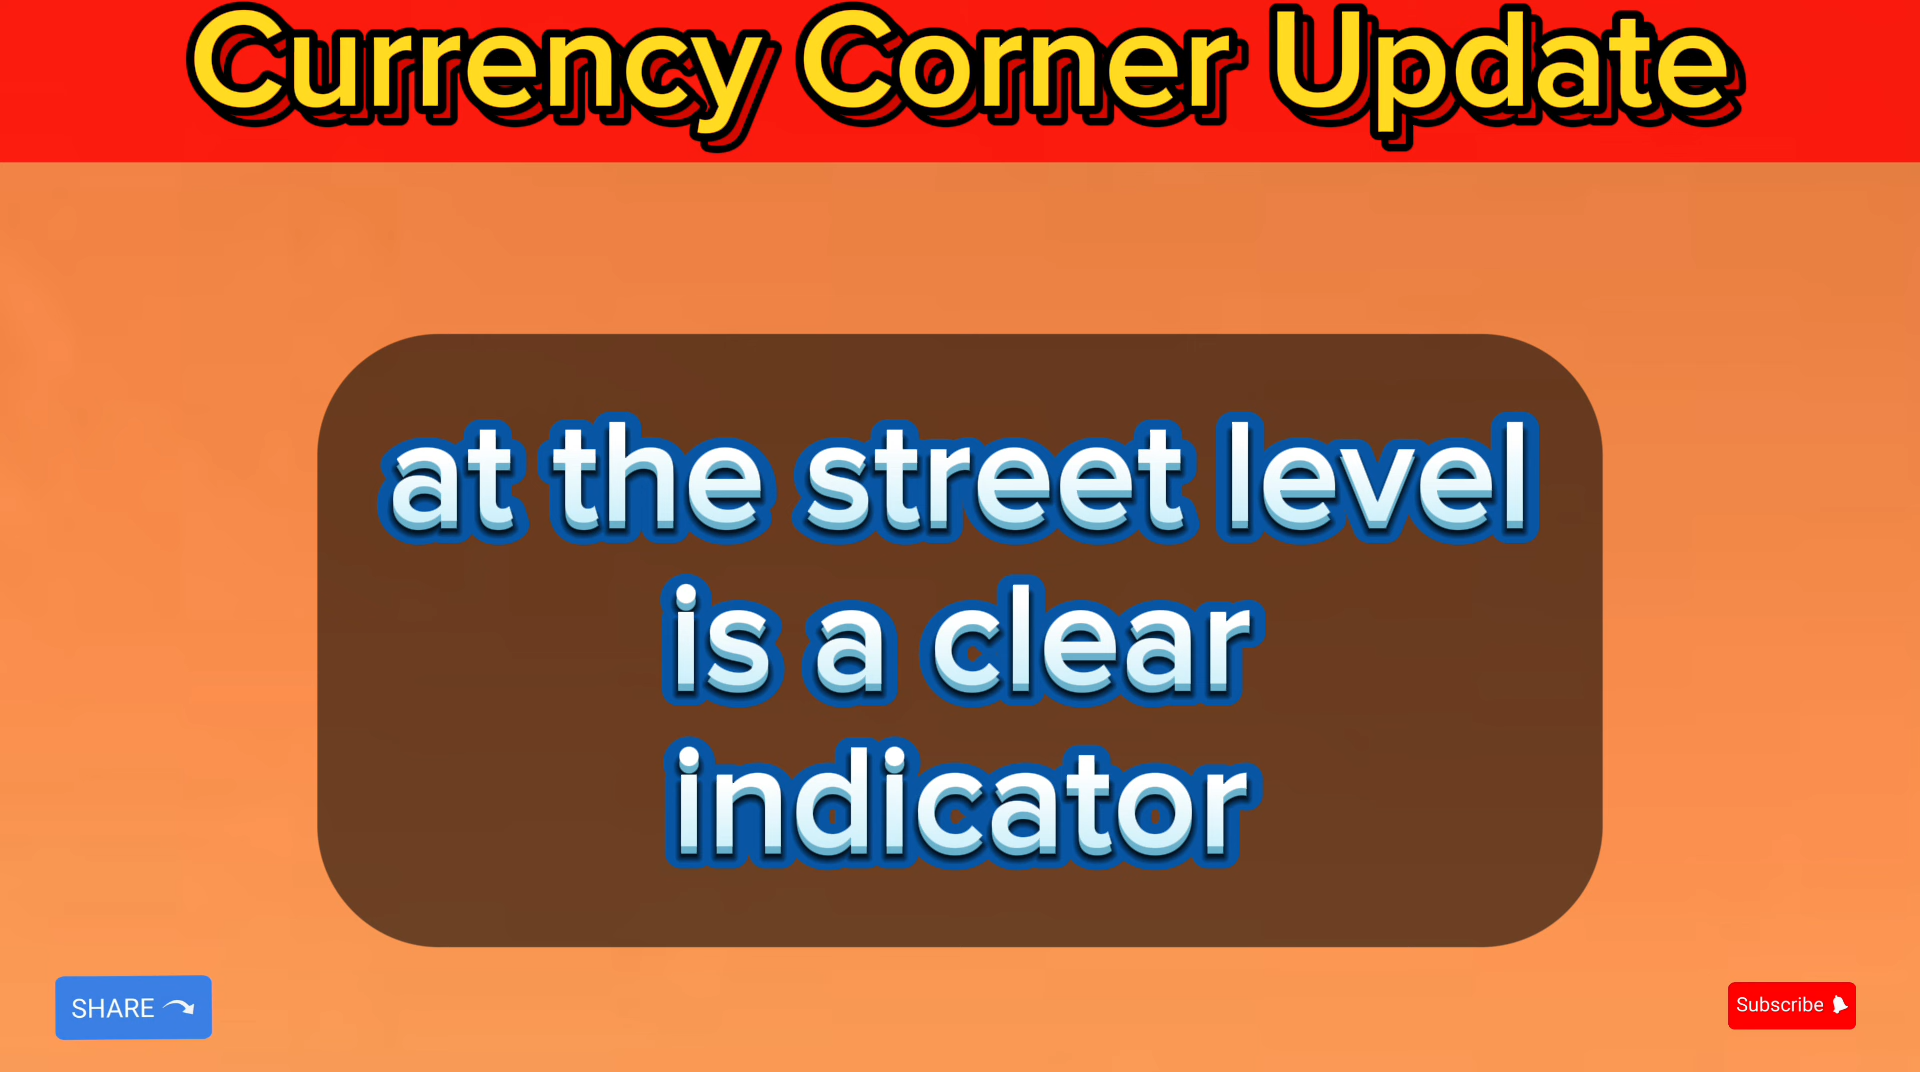 Currency Corner Update
at the street level
is a clear
indicator
SHARE
Subscribe